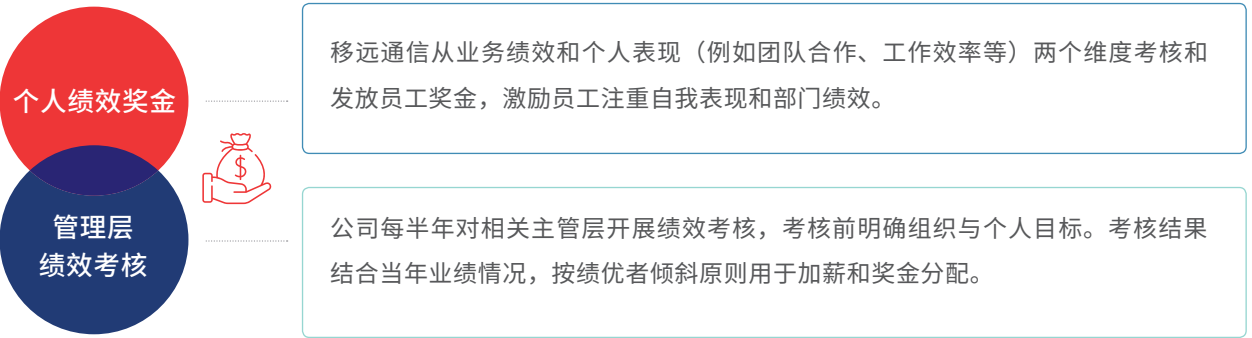 个人绩效奖金
移远通信从业务绩效和个人表现（例如团队合作、工作效率等）两个维度考核和
发放员工奖金，激励员工注重自我表现和部门绩效。
$
管理层
绩效考核
公司每半年对相关主管层开展绩效考核，考核前明确组织与个人目标。考核结果
结合当年业绩情况，按绩优者倾斜原则用于加薪和奖金分配。